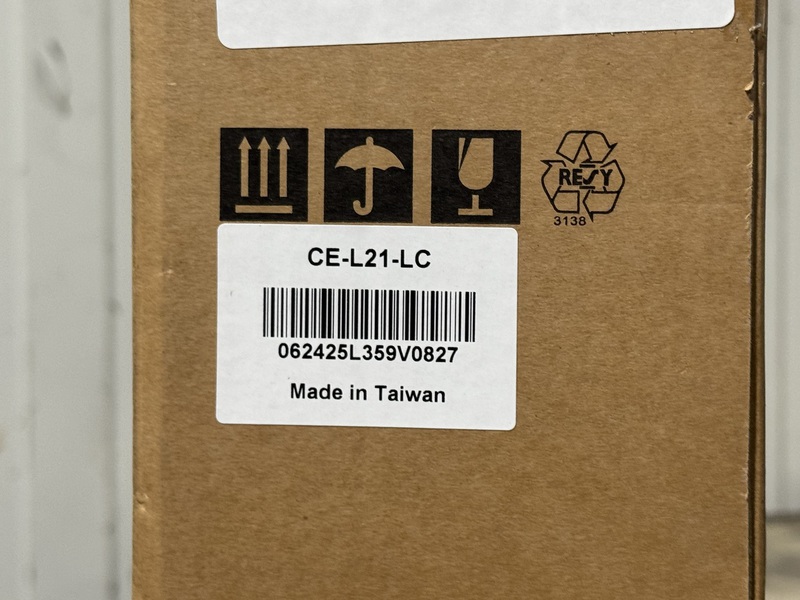 RESY
3138
CE-L21-LC
062425L359V0827
Made in Taiwan